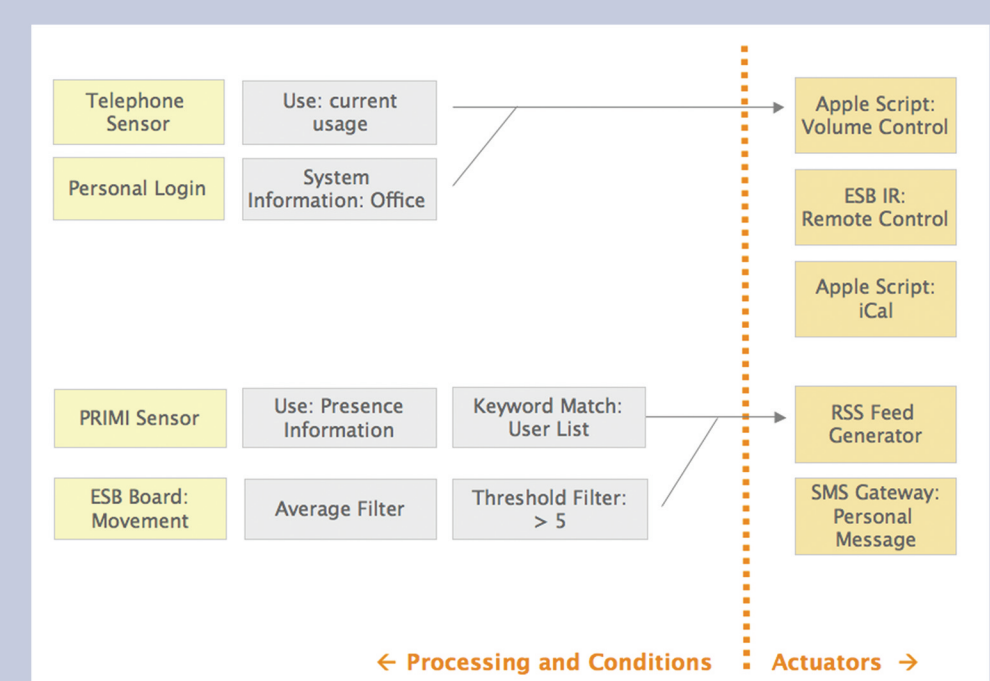 Telephone
Sensor
Use: current
usage
Apple Script:
Volume Control
Personal Login
System
Information: Office
ESB IR:
Remote Control
Apple Script:
iCal
PRIMI Sensor
Use: Presence
Information
Keyword Match:
User List
RSS Feed
Generator
ESB Board:
Movement
Average Filter
Threshold Filter:
> 5
SMS Gateway:
Personal
Message
← Processing and Conditions
Actuators →